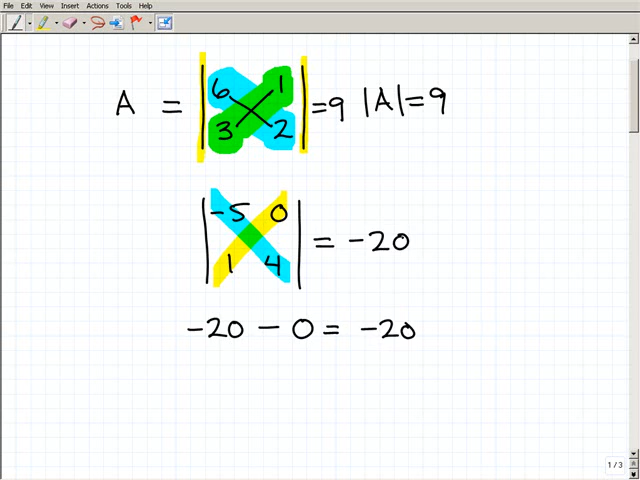 File Edit View Insert Actions Tools Help
A = | 6 1 | = 9 |A| = 9
3 2
| -5 0 | = -20
1 4
-20 - 0 = -20
1 / 3